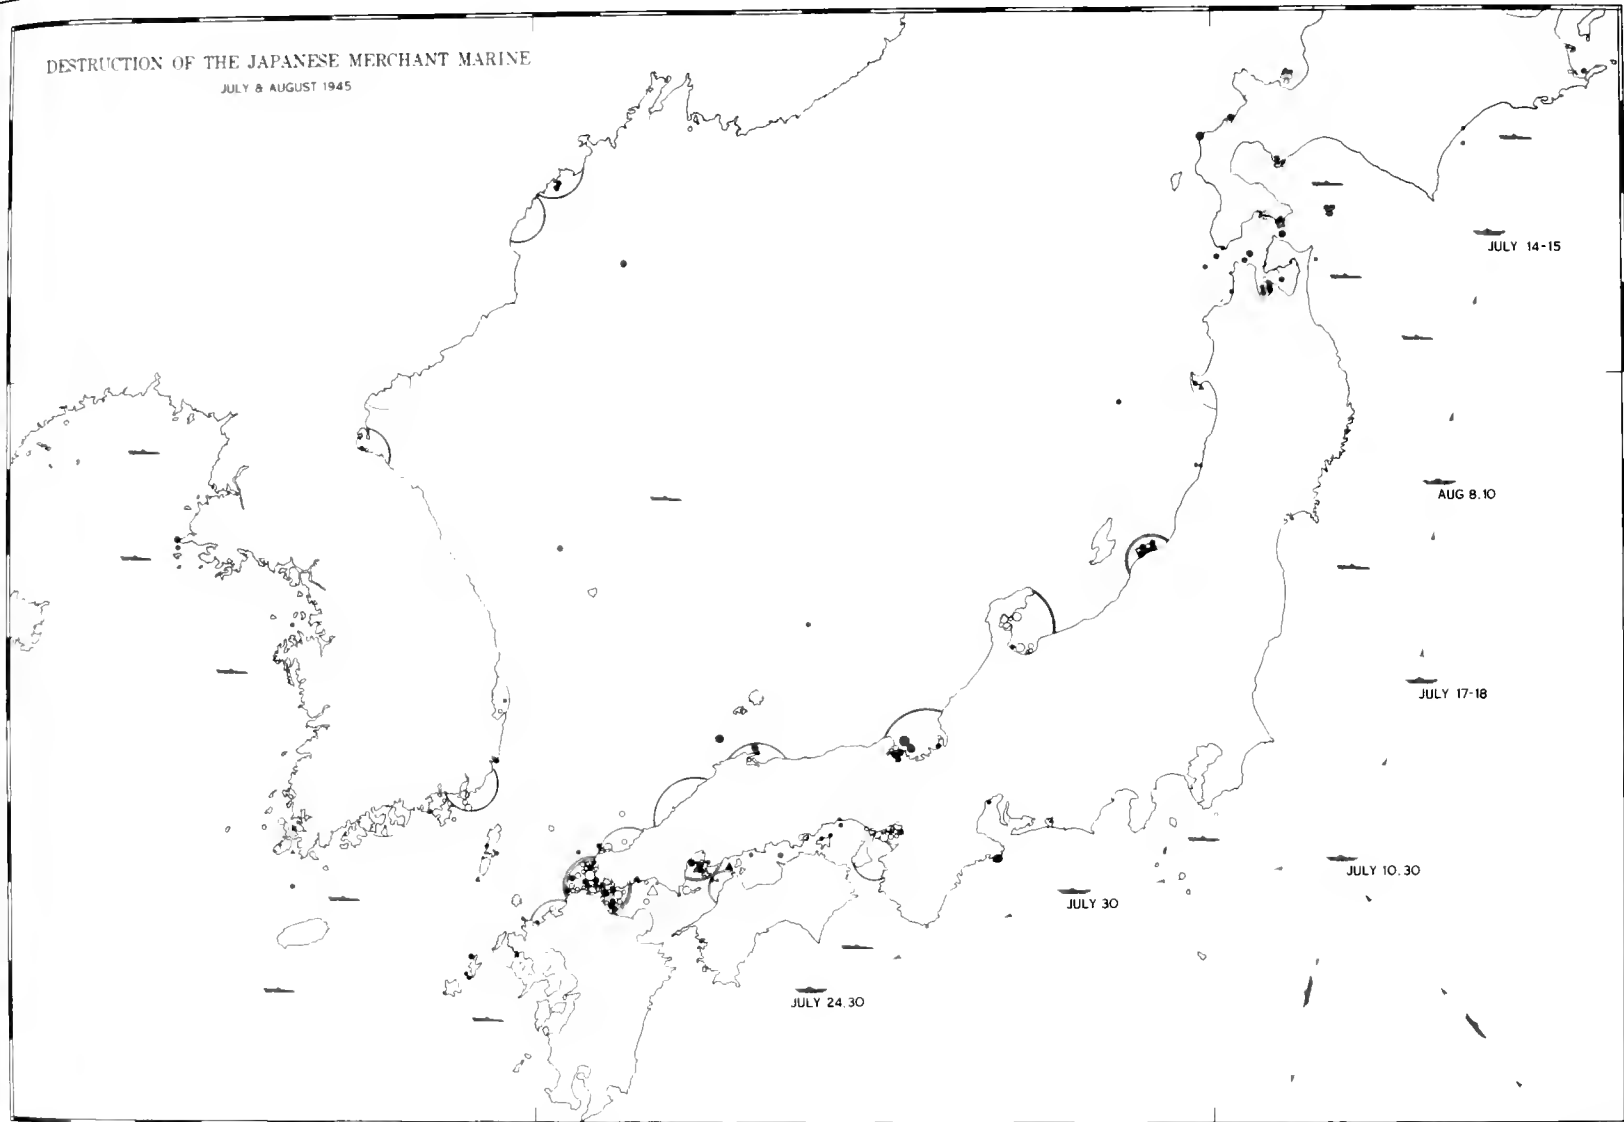 DESTRUCTION OF THE JAPANESE MERCHANT MARINE
JULY & AUGUST 1945
JULY 14-15
AUG 8.10
JULY 17-18
JULY 10.30
JULY 30
JULY 24.30